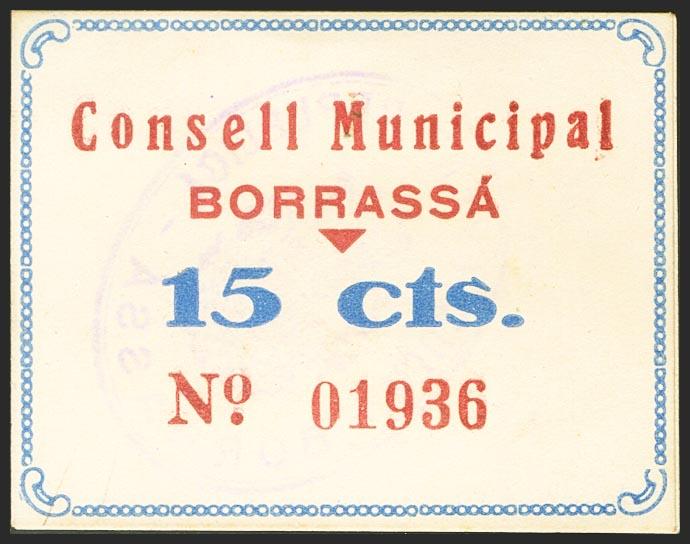 Consell Municipal
BORRASSÁ
15 cts.
Nº. 01936